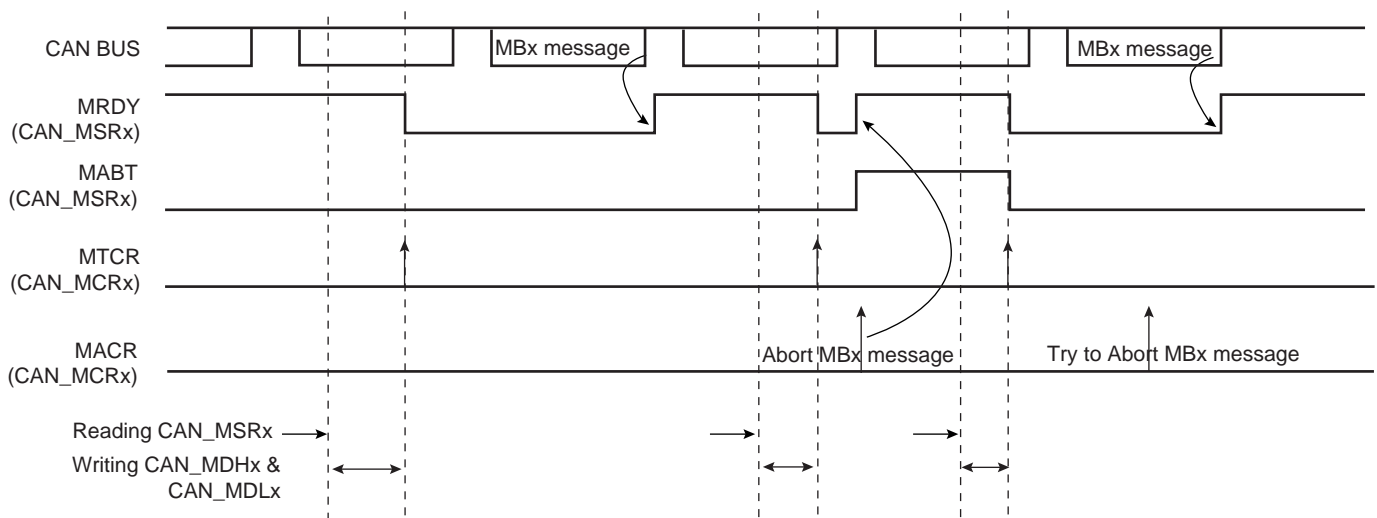 CAN BUS
MBx message
MBx message
MRDY
(CAN_MSRx)
MABT
(CAN_MSRx)
MTCR
(CAN_MCRx)
MACR
(CAN_MCRx)
Abort MBx message
Try to Abort MBx message
Reading CAN_MSRx
Writing CAN_MDHx &
CAN_MDLx